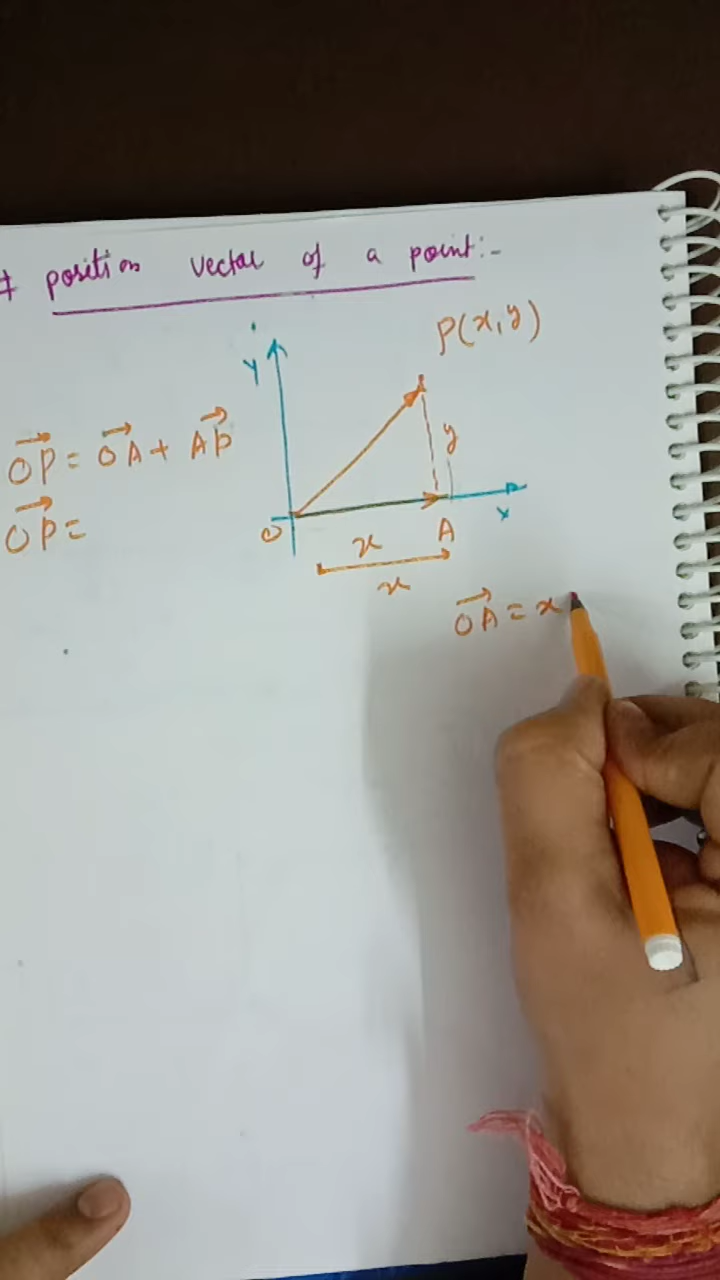 # position vector of a point:-
P(x,y)
Y
y
OP = OA + AP
OP =
O
x
A
x
x
OA = x